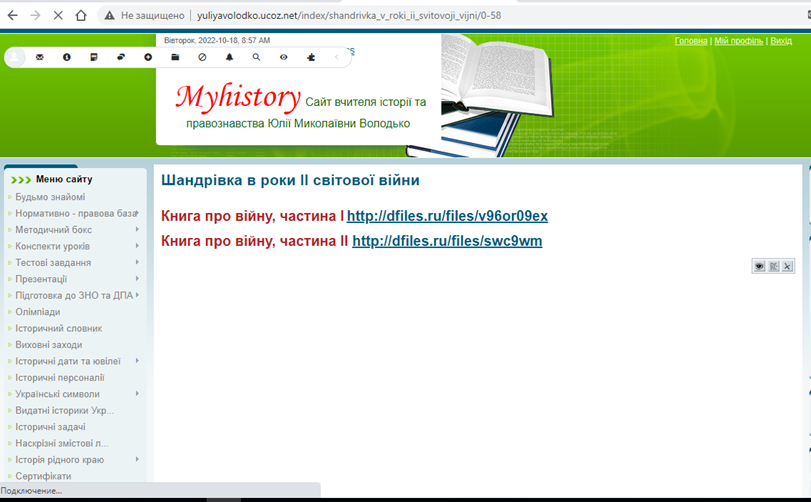 Не защищено | yuliyavolodko.ucoz.net/index/shandrivka_v_roki_ii_svitovoji_vijni/0-58
Вівторок, 2022-10-18, 8:57 AM
Головна | Мій профіль | Вихід
Myhistory Сайт вчителя історії та
правознавства Юлії Миколаївни Володько
Меню сайту
Будьмо знайомі
Нормативно - правова база
Методичний бокс
Конспекти уроків
Тестові завдання
Презентації
Підготовка до ЗНО та ДПА
Олімпіади
Історичний словник
Виховні заходи
Історичні дати та ювілеї
Історичні персоналії
Українські символи
Видатні історики Укр...
Історичні задачі
Наскрізні змістові л...
Історія рідного краю
Сертифікати
Шандрівка в роки ІІ світової війни
Книга про війну, частина І http://dfiles.ru/files/v96or09ex
Книга про війну, частина ІІ http://dfiles.ru/files/swc9wm
Подключение...